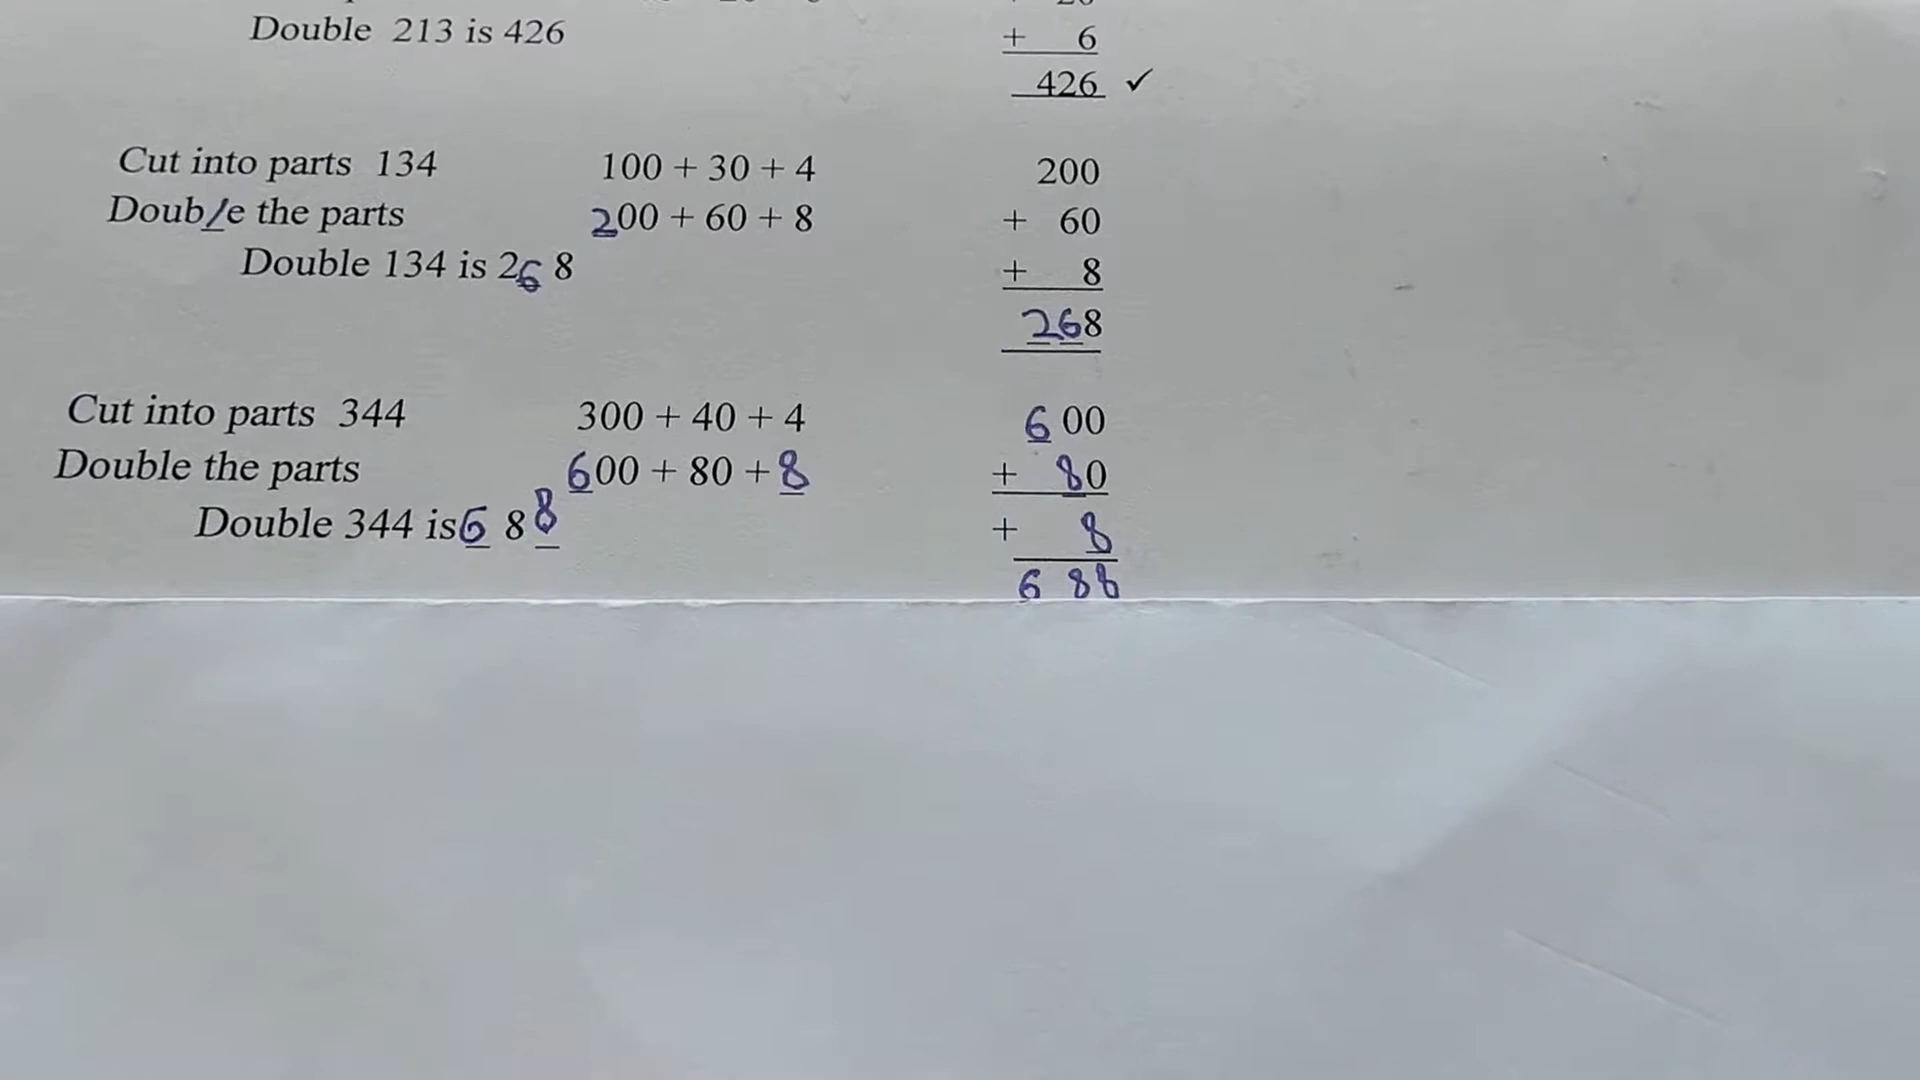 Double 213 is 426
+ 6
426 ✓
Cut into parts 134 100 + 30 + 4 200
Double the parts 200 + 60 + 8 + 60
Double 134 is 268 + 8
268
Cut into parts 344 300 + 40 + 4 600
Double the parts 600 + 80 + 8 + 80
Double 344 is 688 + 8
688